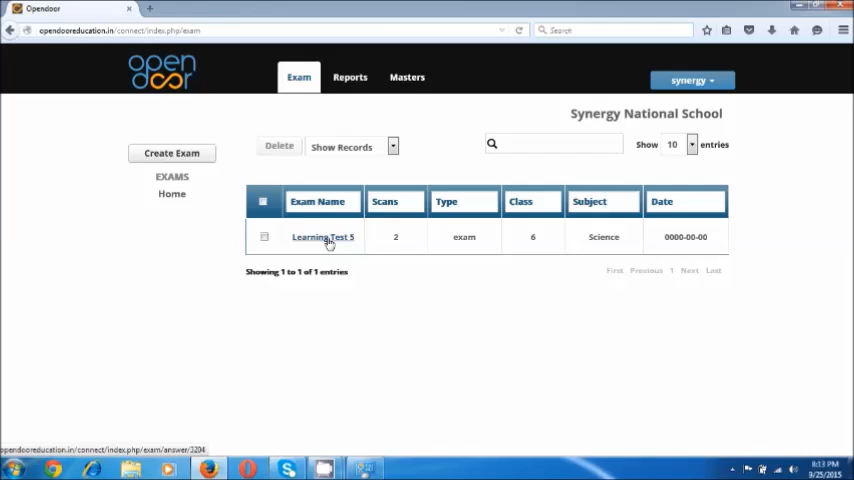 Opendoor
opendooreducation.in/connect/index.php/exam
Search
open door
Exam Reports Masters
synergy
Synergy National School
Create Exam
Delete
Show Records
Show 10 entries
EXAMS
Home
Exam Name Scans Type Class Subject Date
Learning Test 5 2 exam 6 Science 0000-00-00
Showing 1 to 1 of 1 entries
First Previous 1 Next Last
opendooreducation.in/connect/index.php/exam/answer/3204
8:13 PM
9/25/2015